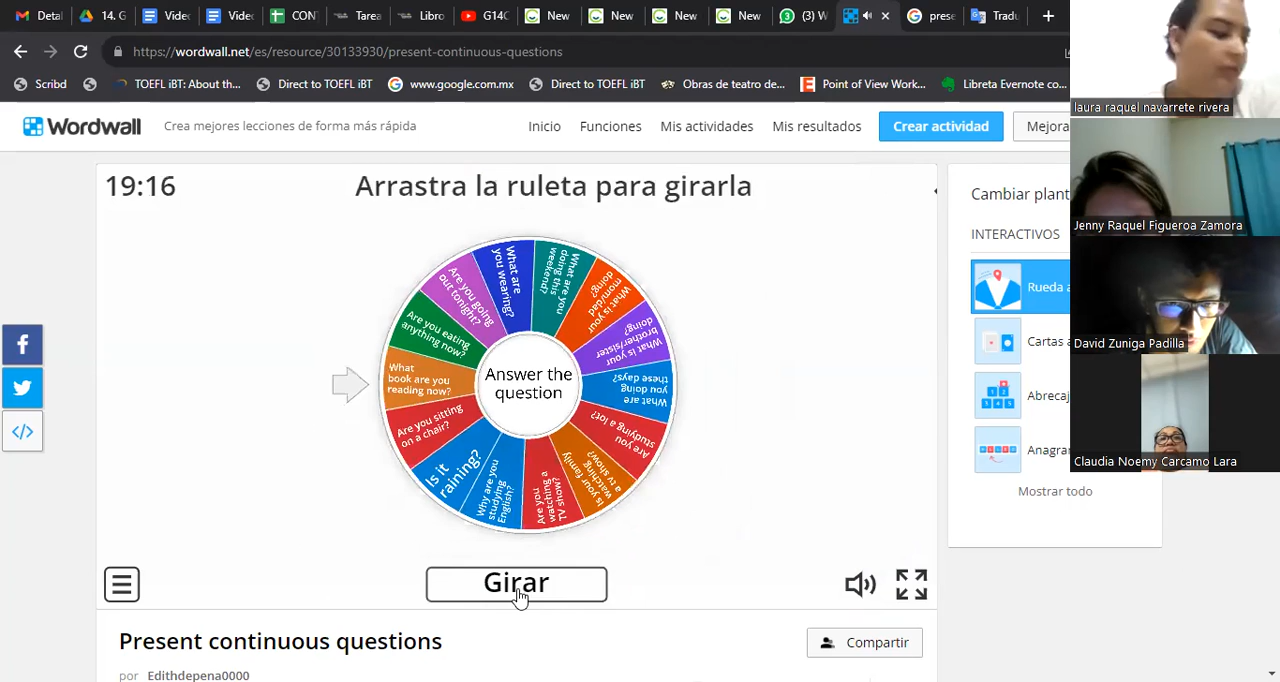 Detal
14. G
Vide
Vide
CON
Tarea
Libro
G14C
New
New
New
New
(3) W
prese
Tradu
https://wordwall.net/es/resource/30133930/present-continuous-questions
Scribd
TOEFL iBT: About th...
Direct to TOEFL iBT
www.google.com.mx
Direct to TOEFL iBT
Obras de teatro de...
Point of View Work...
Libreta Evernote co...
Wordwall
Crea mejores lecciones de forma más rápida
Inicio
Funciones
Mis actividades
Mis resultados
Crear actividad
Mejora
19:16
Arrastra la ruleta para girarla
What are
you wearing?
What are you
doing this
weekend?
What is your
mom/dad
doing?
What is your
brother/sister
doing?
What are
you doing
these days?
Are you
studying a lot?
Is your family
watching
a tv show?
Are you
watching a
TV show?
Why are you
studying
English?
Is it
raining?
Are you sitting
on a chair?
What
book are you
reading now?
Are you eating
anything now?
Are you going
out tonight?
Answer the
question
Girar
Cambiar plant
INTERACTIVOS
Rueda a
Cartas a
Abrecaj
Anagra
Mostrar todo
Present continuous questions
por Edithdepena0000
Compartir
laura raquel navarrete rivera
Jenny Raquel Figueroa Zamora
David Zuniga Padilla
Claudia Noemy Carcamo Lara